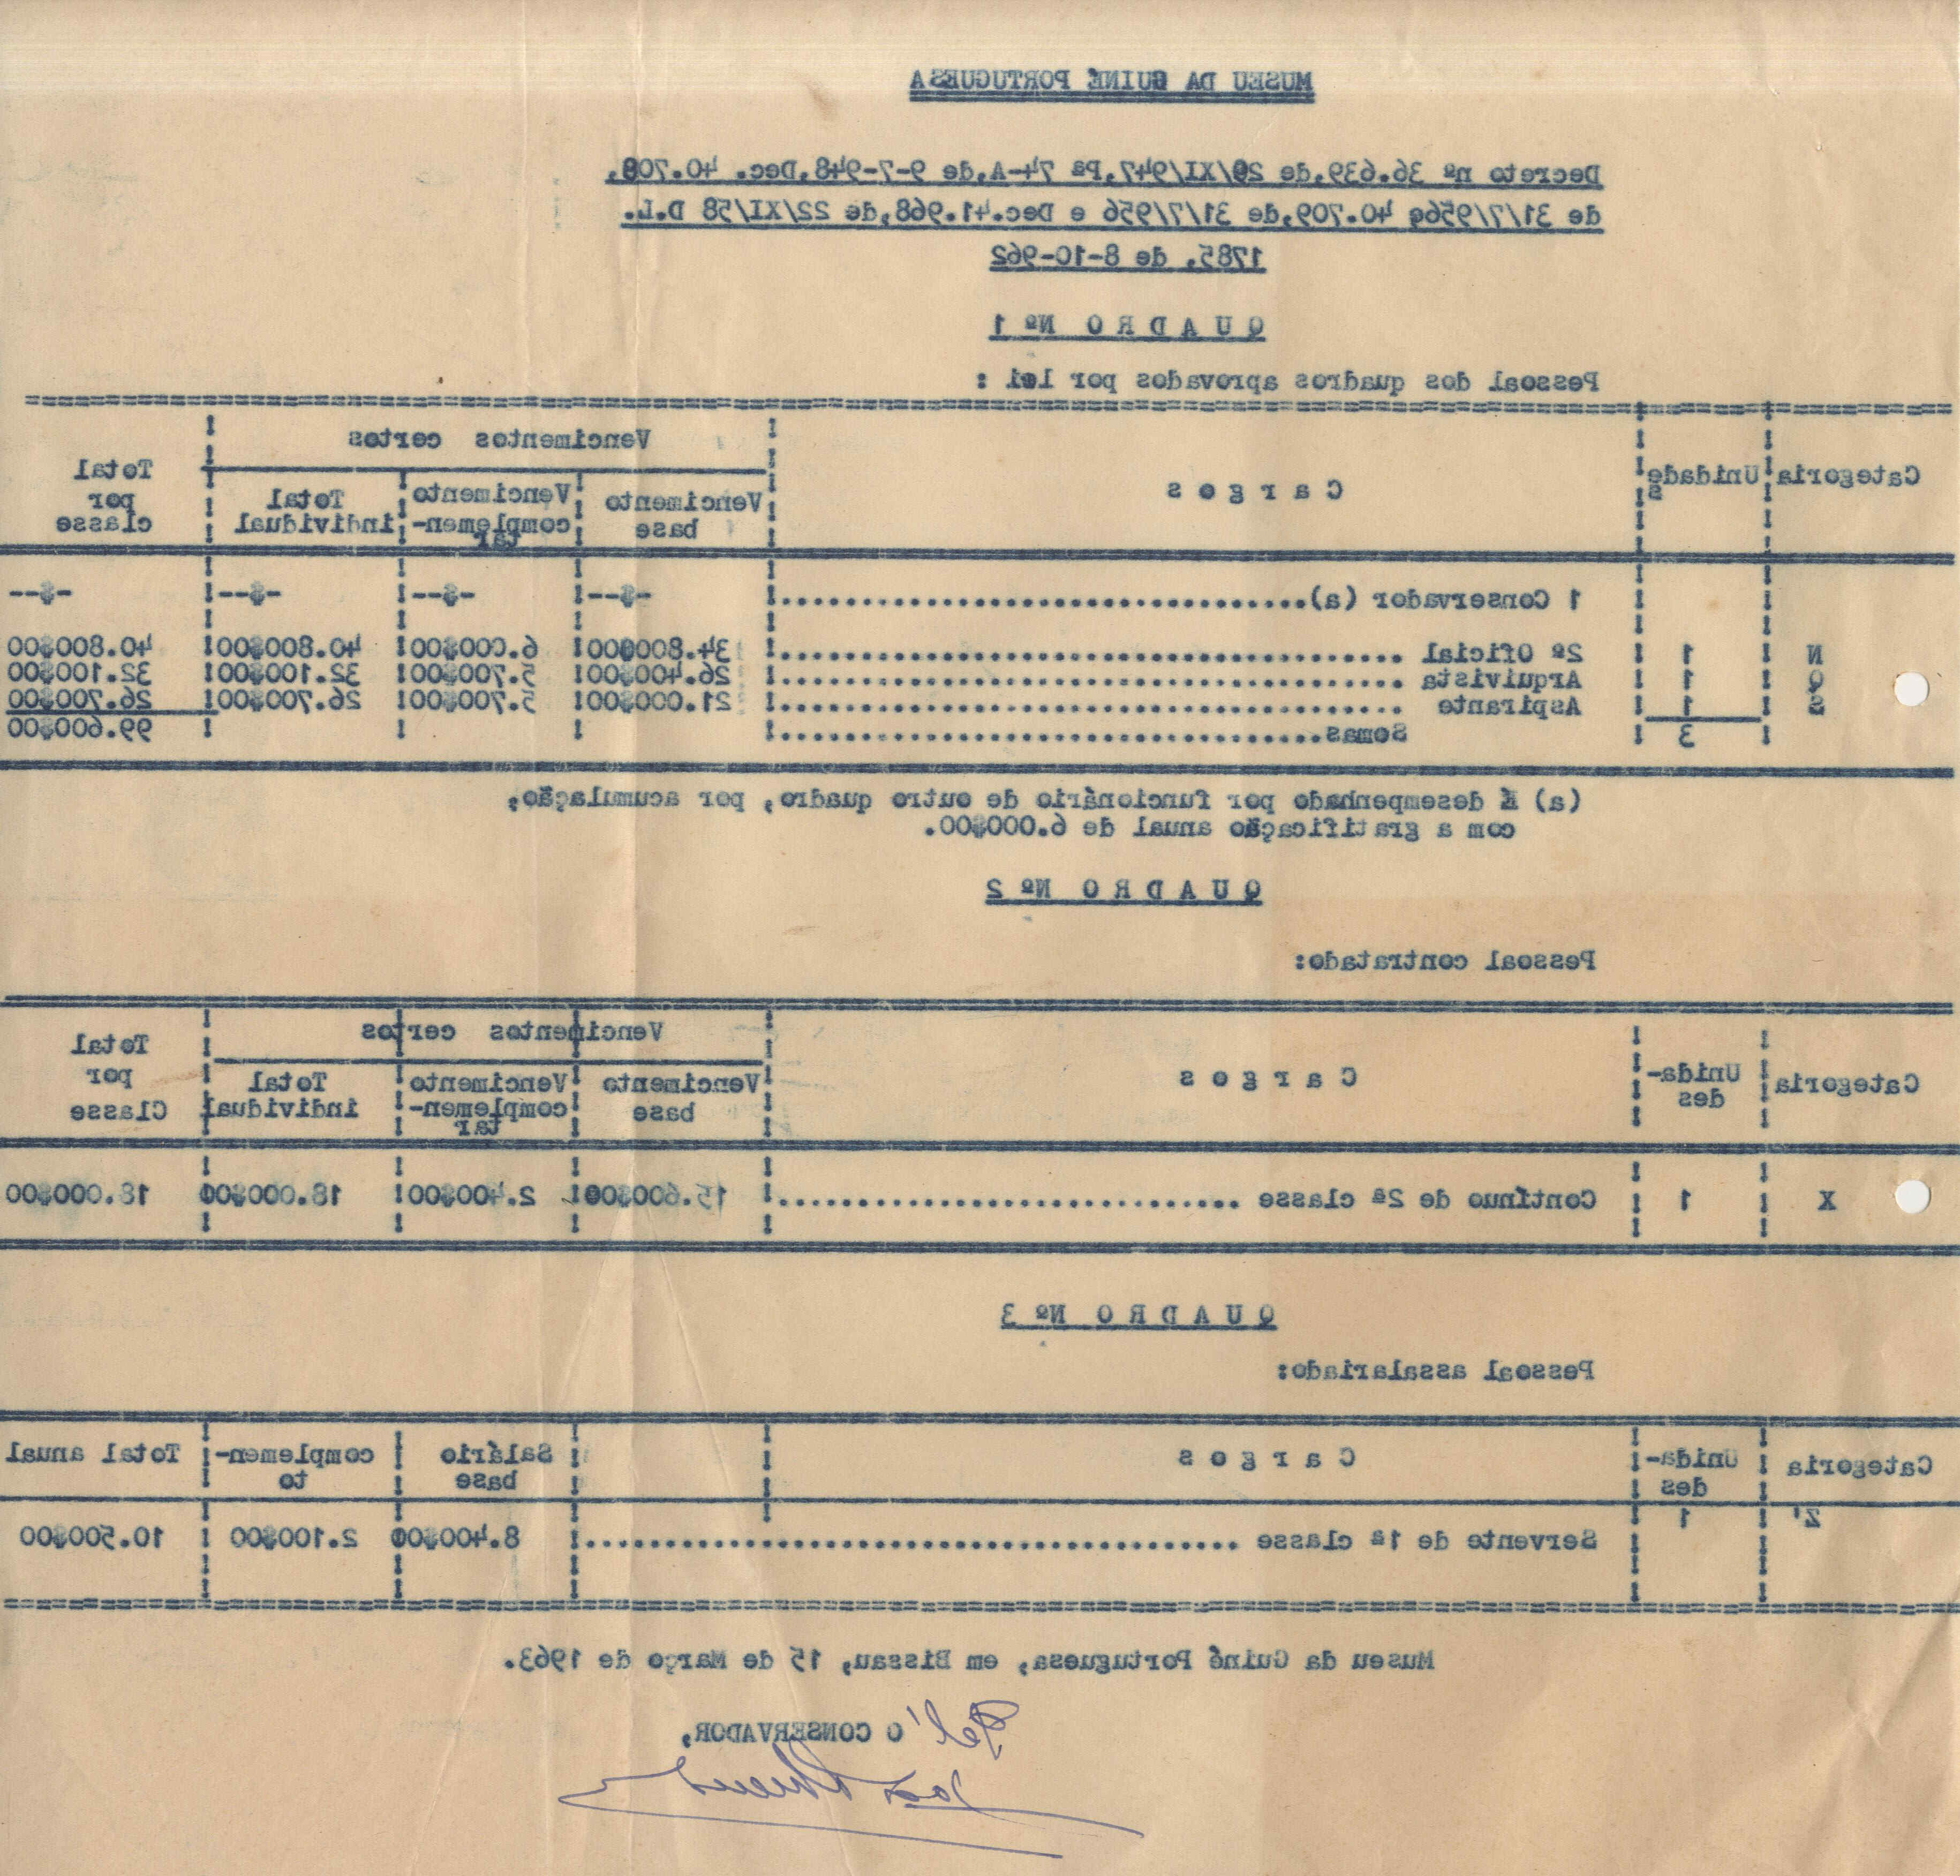 MUSEU DA GUINÉ PORTUGUESA
Decreto nº 36.639,de 20/XI/947,Pª 74-A,de 9-7-948,Dec. 40.708,
de 31/7/956e 40.709,de 31/7/956 e Dec.41.968,de 22/XI/58 D.L.
1785, de 8-10-962
QUADRO Nº 1
Pessoal dos quadros aprovados por lei :
Categoria Unidade s Cargos Vencimentos certos Total por classe
Vencimento base Vencimento complemen- tar Total individual
1 Conservador (a) -$-- -$-- -$-- -$--
N 1 2º Oficial 34.800$00 6.000$00 40.800$00 40.800$00
Q 1 Arquivista 26.400$00 5.700$00 32.100$00 32.100$00
S 1 Aspirante 21.000$00 5.700$00 26.700$00 26.700$00
3 Somas 99.600$00
(a) É desempenhado por funcionário de outro quadro, por acumulação,
com a gratificação anual de 6.000$00.
QUADRO Nº 2
Pessoal contratado:
Categoria Unida- des Cargos Vencimentos certos Total por Classe
Vencimento base Vencimento complemen- tar Total individual
X 1 Contínuo de 2ª classe 15.600$00 2.400$00 18.000$00 18.000$00
QUADRO Nº 3
Pessoal assalariado:
Categoria Unida- des Cargos Salário base complemen- to Total anual
Z' 1 Servente de 1ª classe 8.400$00 2.100$00 10.500$00
Museu da Guiné Portuguesa, em Bissau, 15 de Março de 1963.
Pel' O CONSERVADOR,